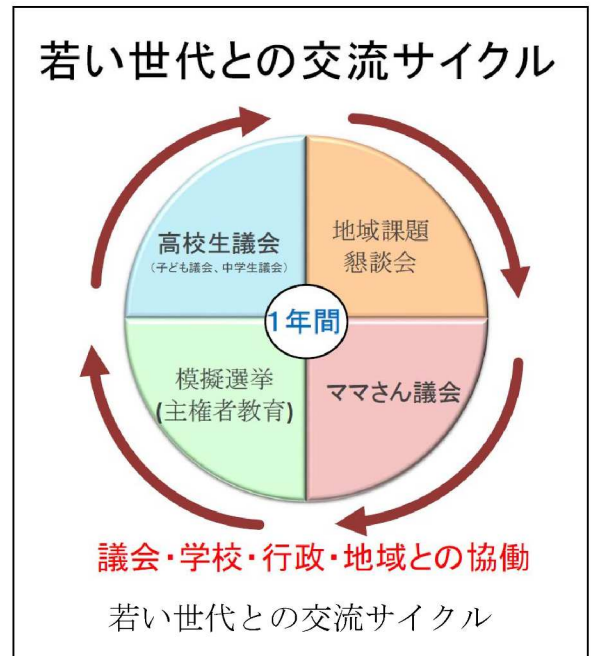 若い世代との交流サイクル
高校生議会
(子ども議会、中学生議会)
地域課題
懇談会
1年間
模擬選挙
(主権者教育)
ママさん議会
議会・学校・行政・地域との協働
若い世代との交流サイクル